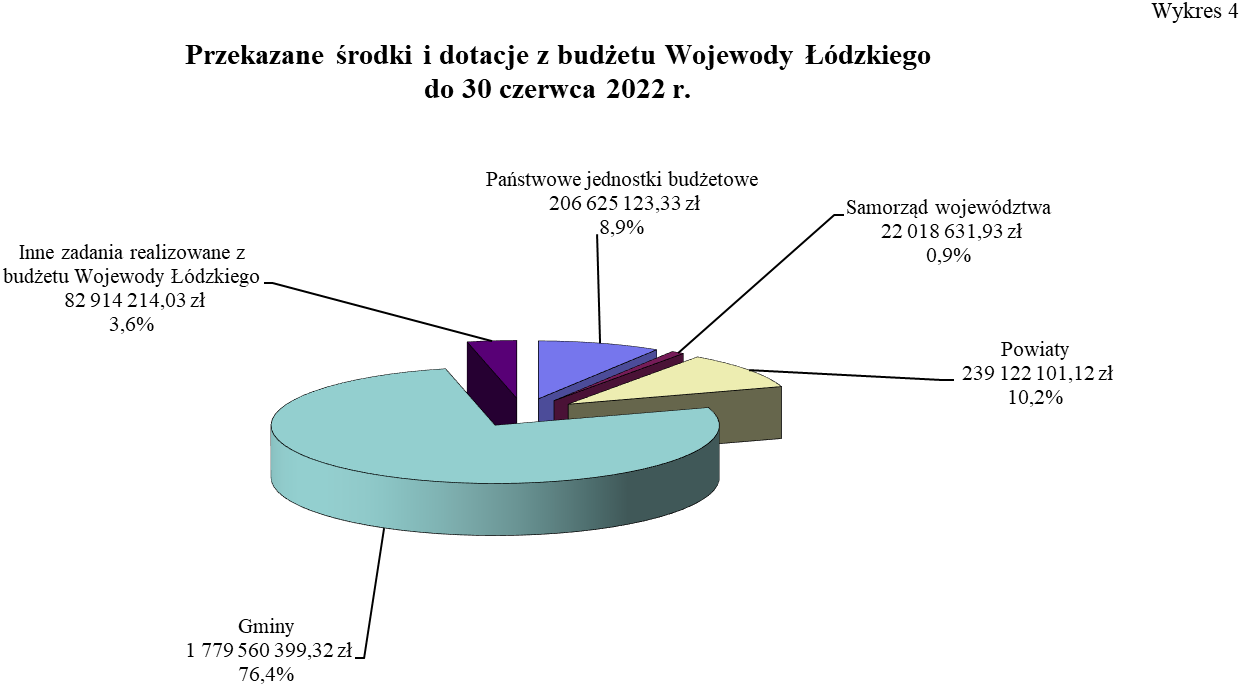 Wykres 4
Przekazane środki i dotacje z budżetu Wojewody Łódzkiego
do 30 czerwca 2022 r.
Państwowe jednostki budżetowe
206 625 123,33 zł
8,9%
Samorząd województwa
22 018 631,93 zł
0,9%
Inne zadania realizowane z
budżetu Wojewody Łódzkiego
82 914 214,03 zł
3,6%
Powiaty
239 122 101,12 zł
10,2%
Gminy
1 779 560 399,32 zł
76,4%